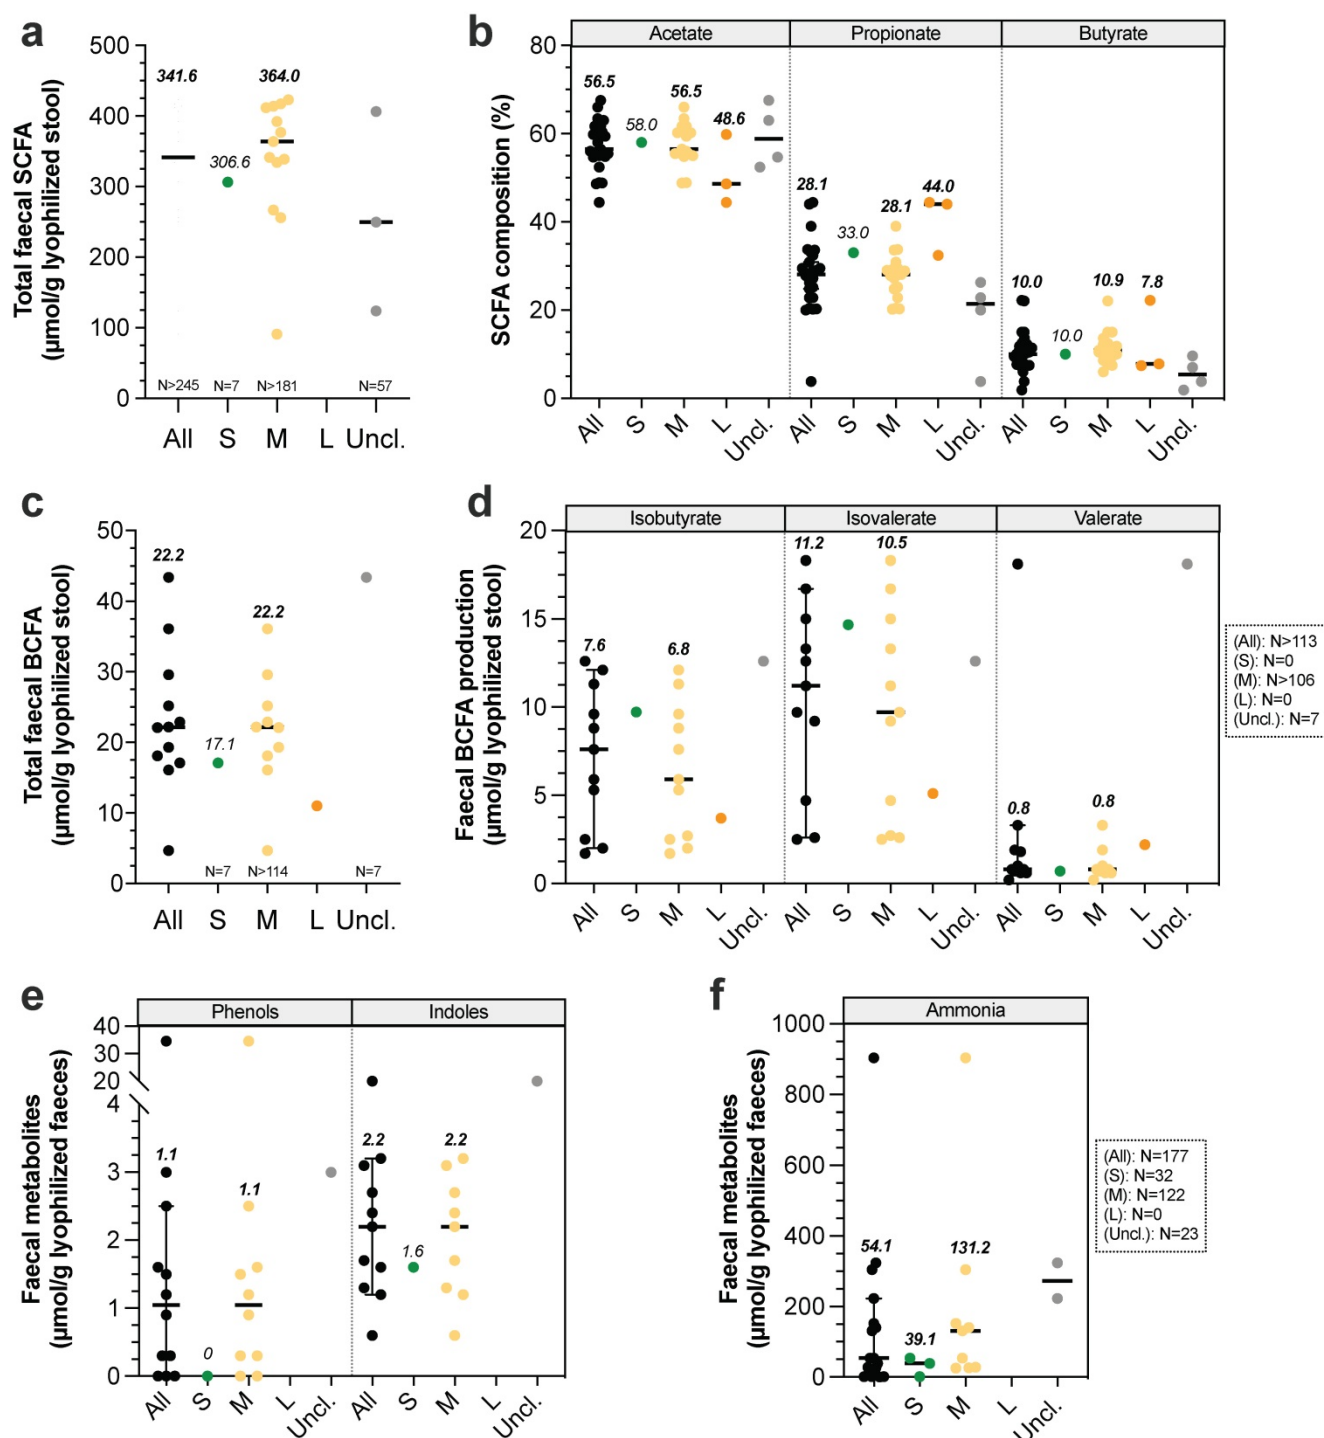 a
Total faecal SCFA
(µmol/g lyophilized stool)
500
400
300
200
100
0
341.6
306.6
364.0
N>245
N=7
N>181
N=57
All
S
M
L
Uncl.
b
SCFA composition (%)
80
60
40
20
0
Acetate
Propionate
Butyrate
56.5
58.0
56.5
48.6
28.1
33.0
28.1
44.0
10.0
10.0
10.9
7.8
All
S
M
L
Uncl.
All
S
M
L
Uncl.
All
S
M
L
Uncl.
c
Total faecal BCFA
(µmol/g lyophilized stool)
50
40
30
20
10
0
22.2
17.1
22.2
N=7
N>114
N=7
All
S
M
L
Uncl.
d
Faecal BCFA production
(µmol/g lyophilized stool)
20
15
10
5
0
Isobutyrate
Isovalerate
Valerate
7.6
6.8
11.2
10.5
0.8
0.8
All
S
M
L
Uncl.
All
S
M
L
Uncl.
All
S
M
L
Uncl.
(All): N>113
(S): N=0
(M): N>106
(L): N=0
(Uncl.): N=7
e
Faecal metabolites
(µmol/g lyophilized faeces)
40
30
20
4
3
2
1
0
Phenols
Indoles
1.1
0
1.1
2.2
1.6
2.2
All
S
M
L
Uncl.
All
S
M
L
Uncl.
f
Faecal metabolites
(µmol/g lyophilized faeces)
1000
800
600
400
200
0
Ammonia
54.1
39.1
131.2
All
S
M
L
Uncl.
(All): N=177
(S): N=32
(M): N=122
(L): N=0
(Uncl.): N=23